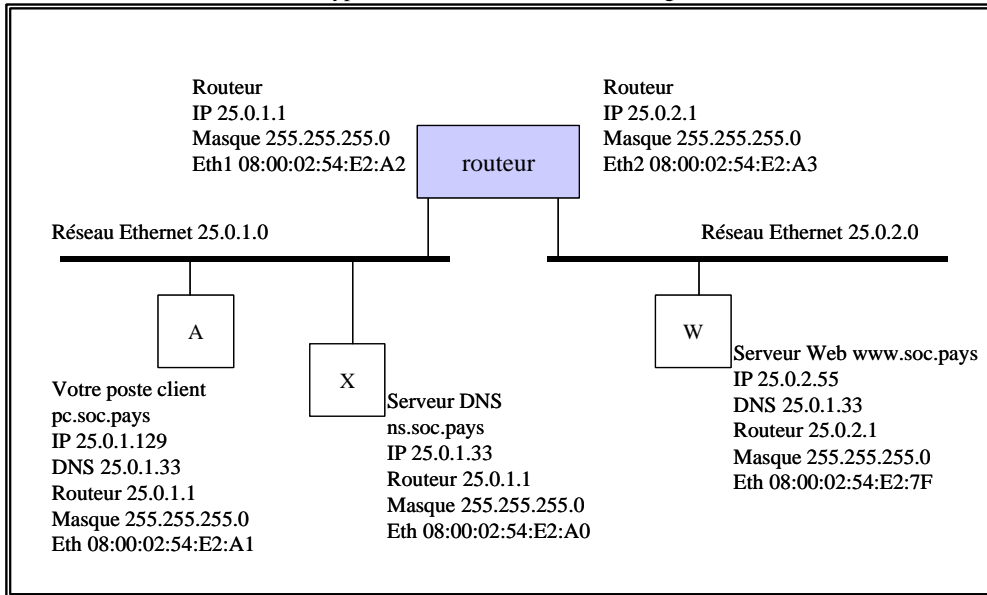 Routeur
IP 25.0.1.1
Masque 255.255.255.0
Eth1 08:00:02:54:E2:A2
Routeur
IP 25.0.2.1
Masque 255.255.255.0
Eth2 08:00:02:54:E2:A3
routeur
Réseau Ethernet 25.0.1.0
Réseau Ethernet 25.0.2.0
A
X
W
Votre poste client
pc.soc.pays
IP 25.0.1.129
DNS 25.0.1.33
Routeur 25.0.1.1
Masque 255.255.255.0
Eth 08:00:02:54:E2:A1
Serveur DNS
ns.soc.pays
IP 25.0.1.33
Routeur 25.0.1.1
Masque 255.255.255.0
Eth 08:00:02:54:E2:A0
Serveur Web www.soc.pays
IP 25.0.2.55
DNS 25.0.1.33
Routeur 25.0.2.1
Masque 255.255.255.0
Eth 08:00:02:54:E2:7F